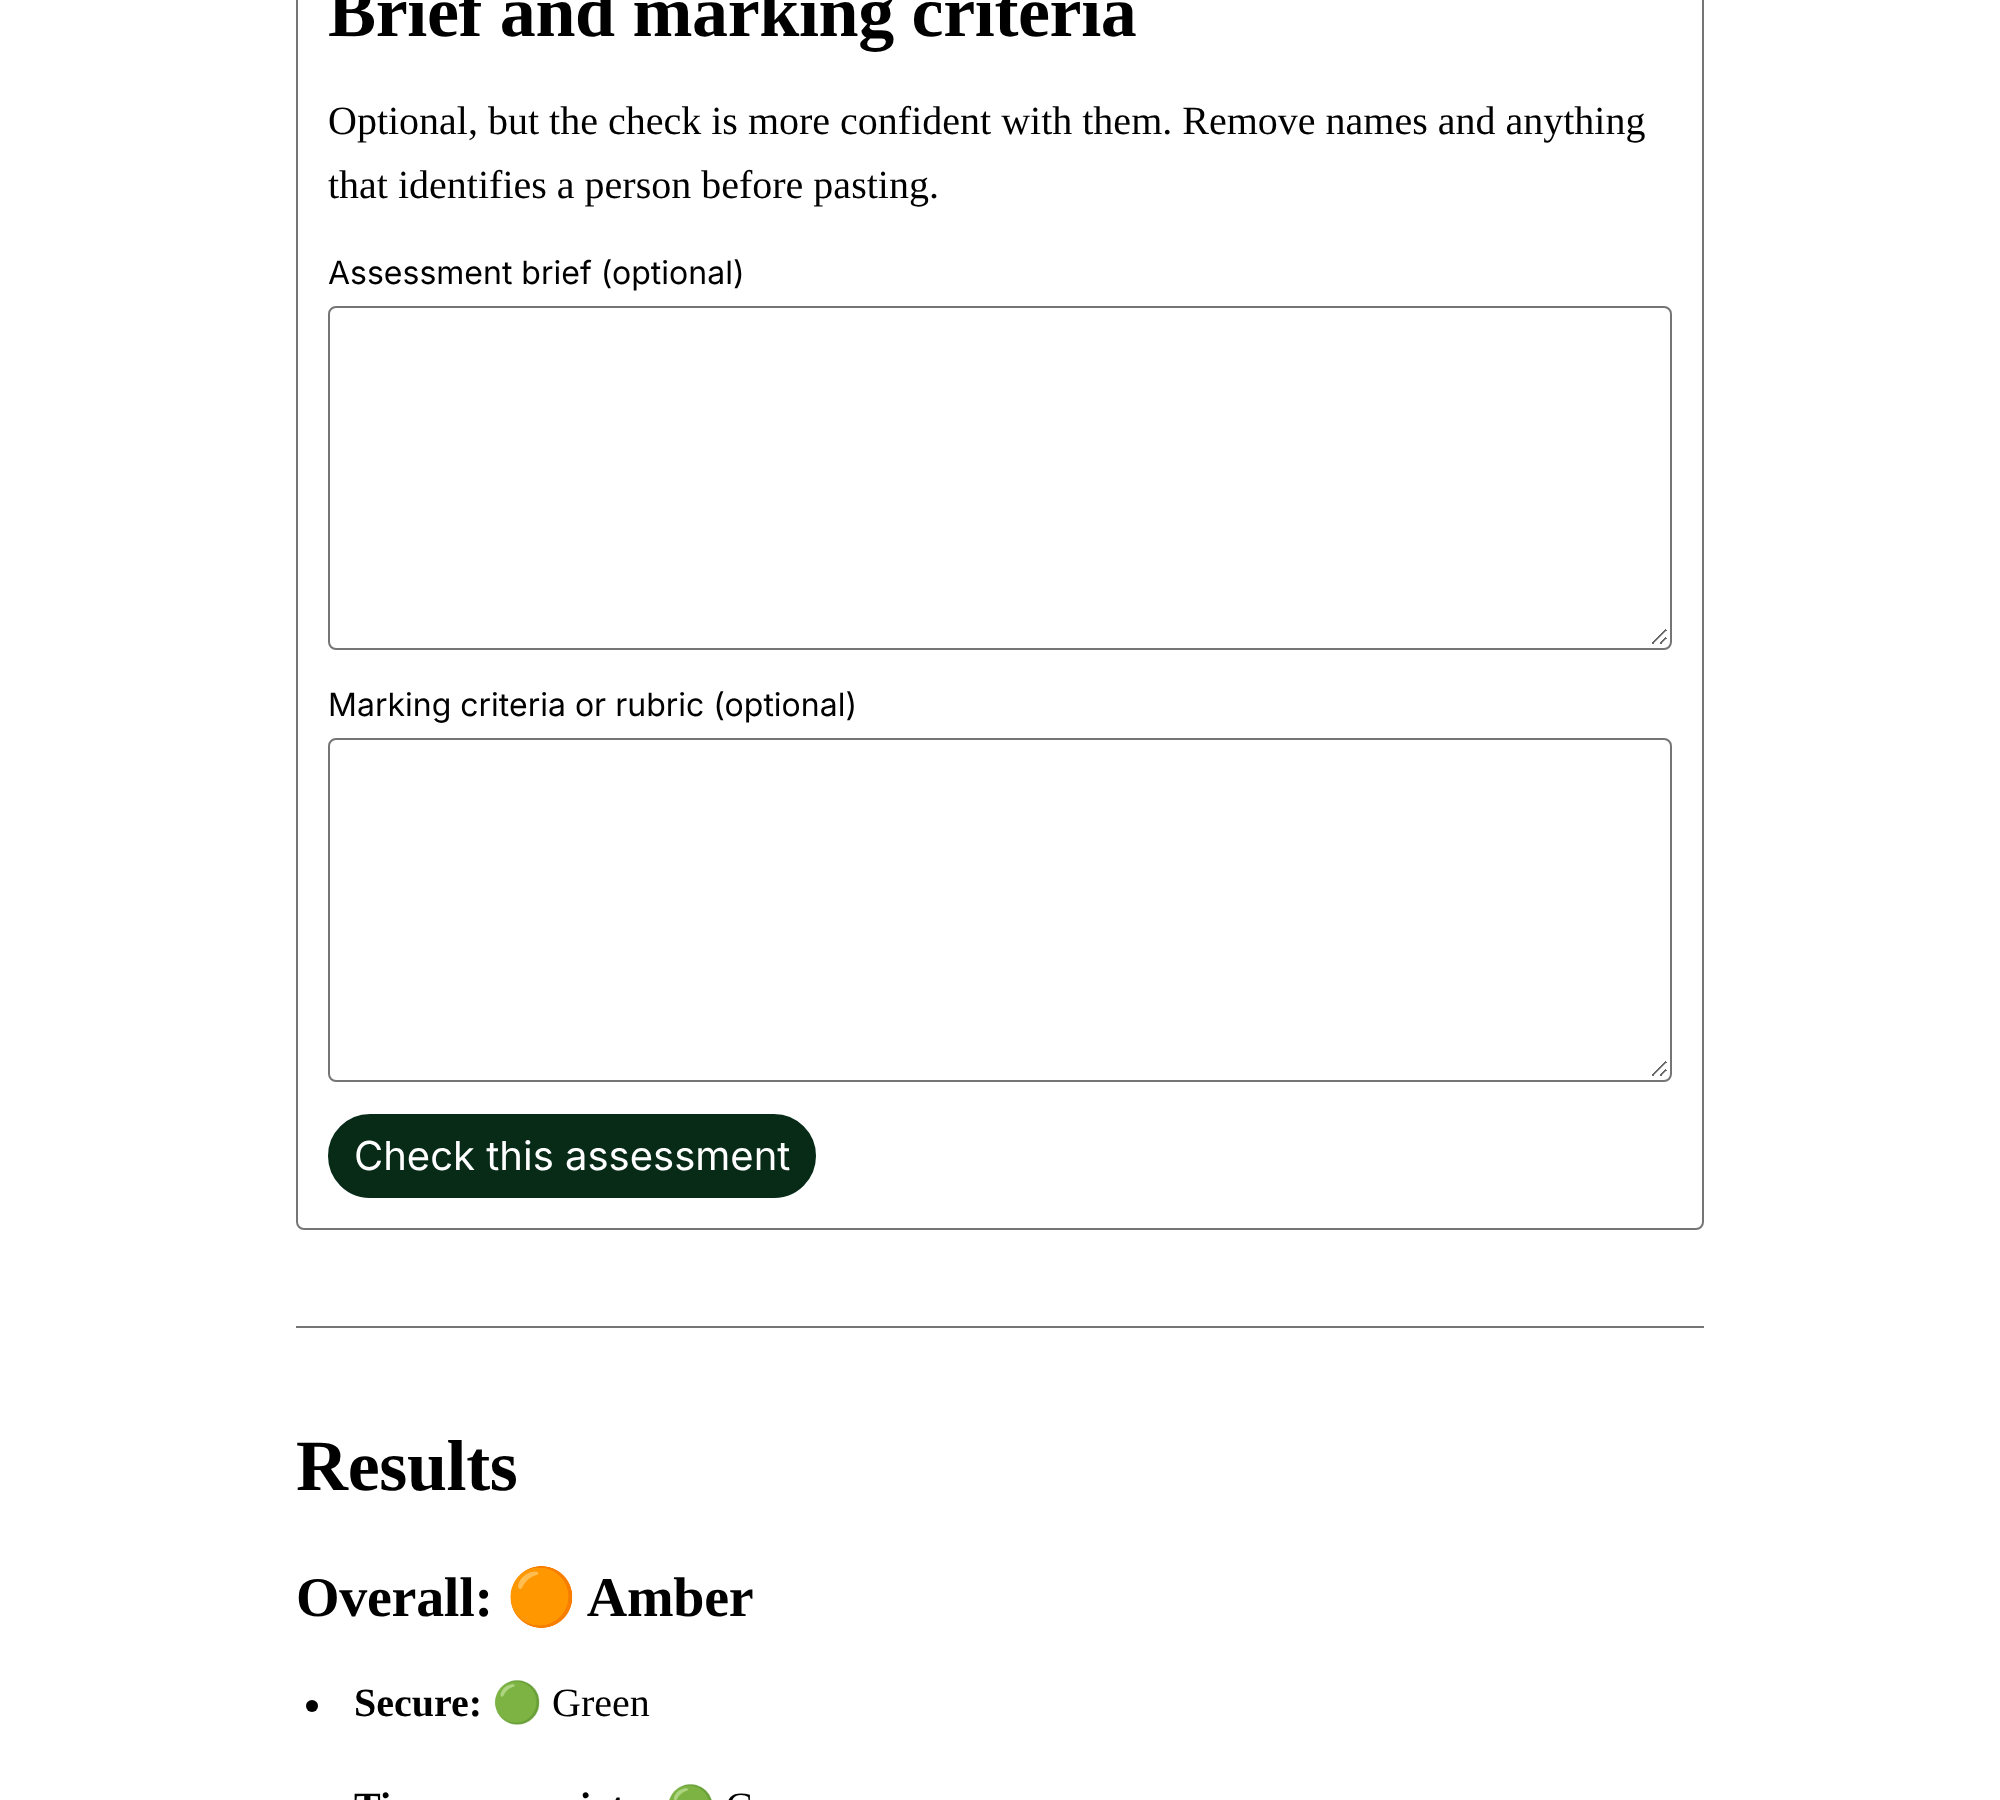 Brief and marking criteria
Optional, but the check is more confident with them. Remove names and anything
that identifies a person before pasting.
Assessment brief (optional)
Marking criteria or rubric (optional)
Check this assessment
Results
Overall: 🟠 Amber
• Secure: 🟢 Green